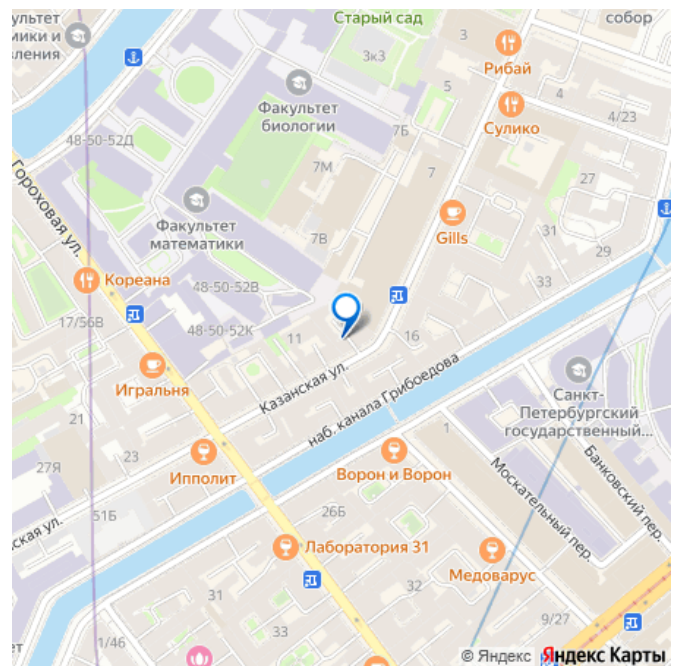 ультет
мики и
вления
Старый сад
собор
3к3
3
Рибай
Факультет
биологии
5
4
Сулико
4/23
48-50-52Д
7Б
7М
7
27
Гороховая ул.
Факультет
математики
7В
Gills
31
29
Кореана
48-50-52В
33
17/56В
48-50-52К
11
16
Игральня
Казанская ул.
наб. канала Грибоедова
Санкт-
Петербургский
государственный...
21
23
Ипполит
1
Ворон и Ворон
Банковский пер.
27Я
Москательный пер.
51Б
26Б
нская ул.
Лаборатория 31
Медоварус
31
32
9/27
33
1/46
ет
© Яндекс Яндекс Карты